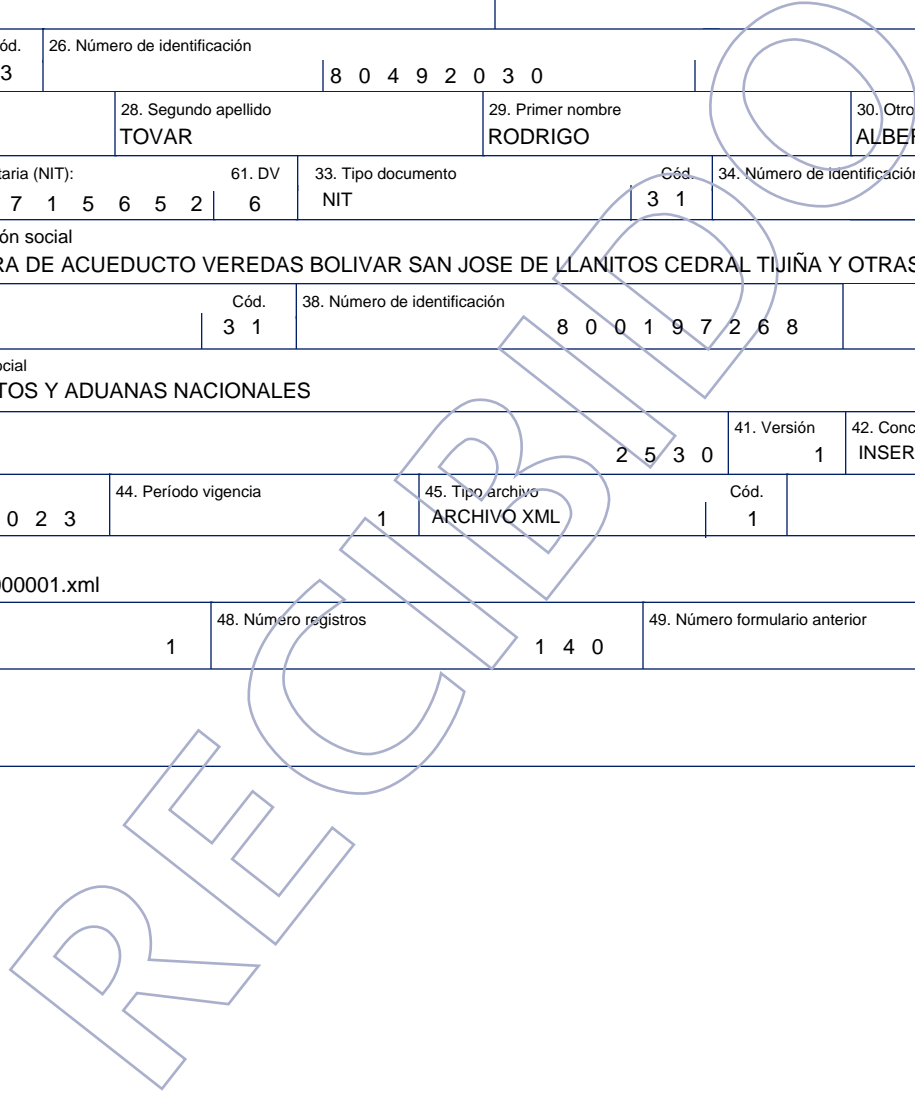 ód. 26. Número de identificación
3 8 0 4 9 2 0 3 0
28. Segundo apellido 29. Primer nombre 30. Otro
TOVAR RODRIGO ALBER
taria (NIT): 61. DV 33. Tipo documento Cód. 34. Número de identificación
7 1 5 6 5 2 6 NIT 3 1
ón social
RA DE ACUEDUCTO VEREDAS BOLIVAR SAN JOSE DE LLANITOS CEDRAL TIJIÑA Y OTRAS
Cód. 38. Número de identificación
3 1 8 0 0 1 9 7 2 6 8
ocial
TOS Y ADUANAS NACIONALES
41. Versión 42. Conc
2 5 3 0 1 INSER
44. Período vigencia 45. Tipo archivo Cód.
0 2 3 1 ARCHIVO XML 1
000001.xml
48. Número registros 49. Número formulario anterior
1 1 4 0
RECIBIDO